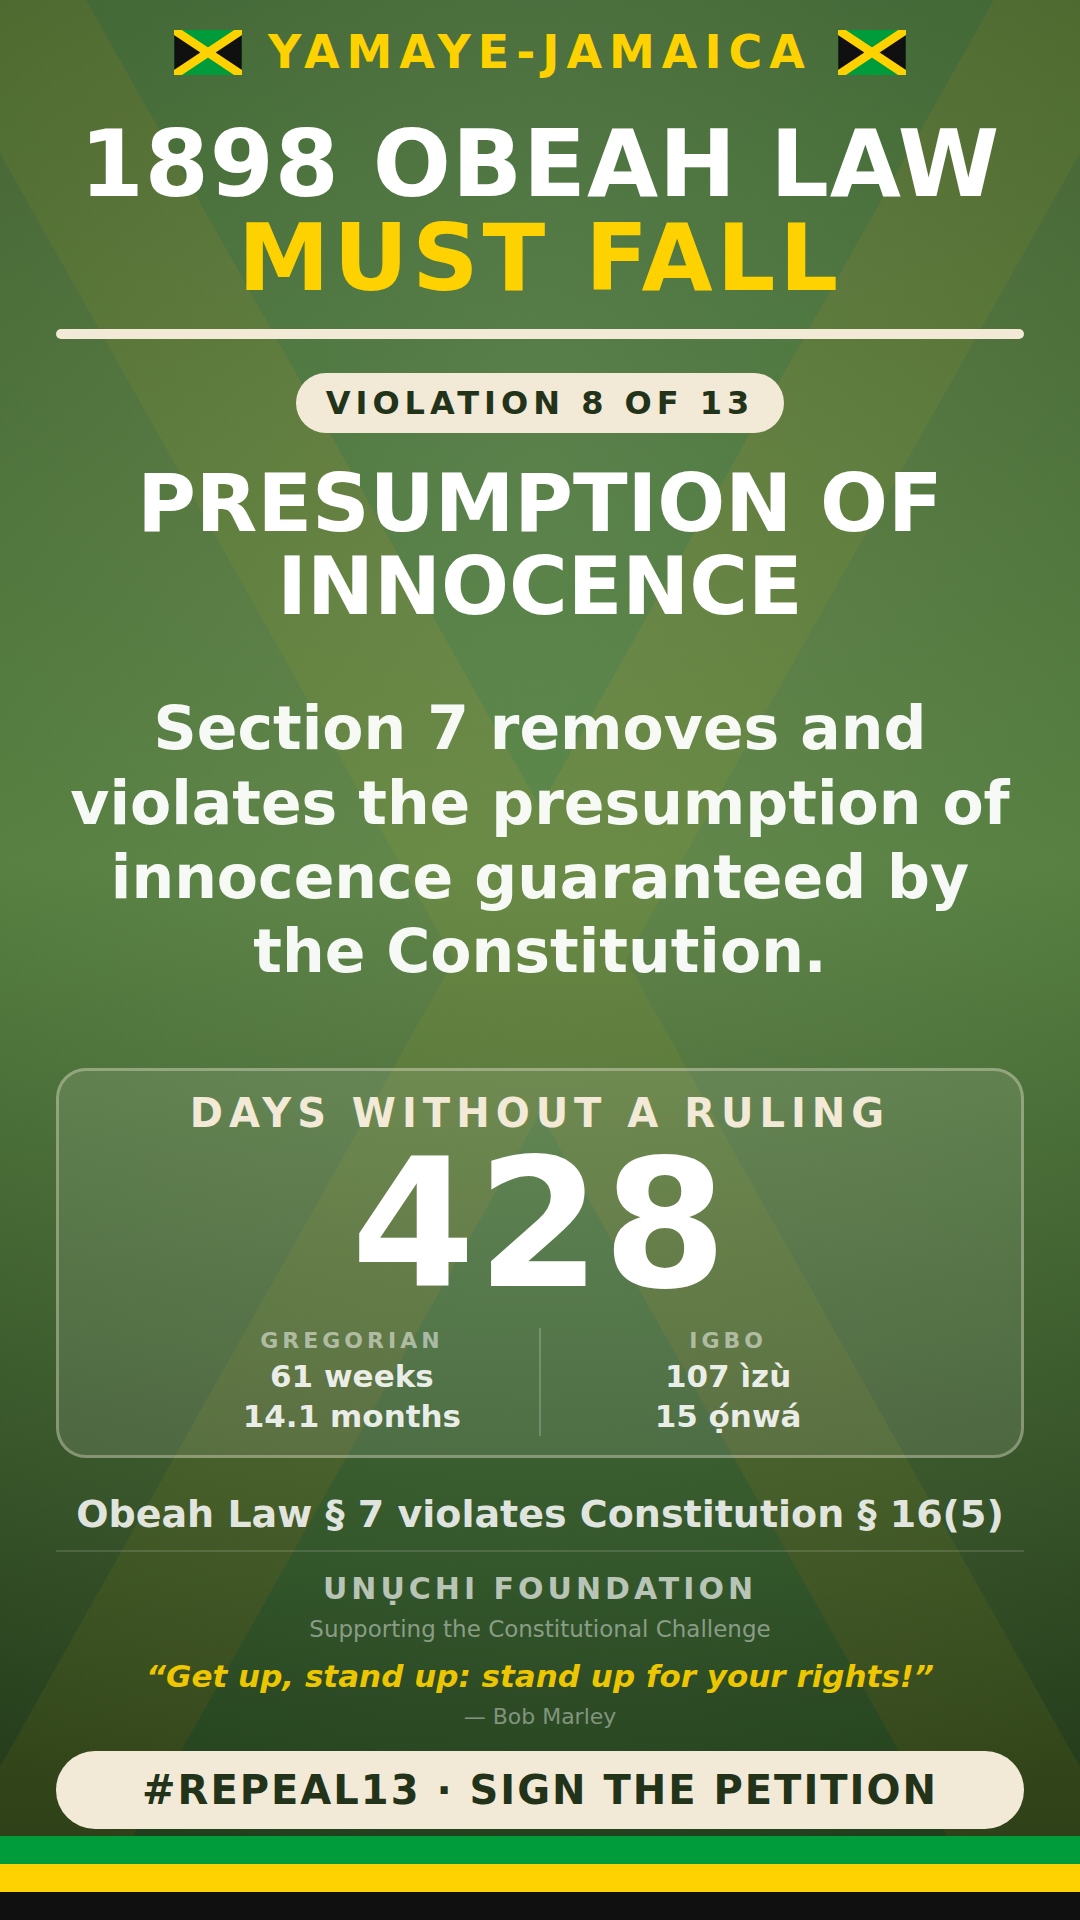 YAMAYE-JAMAICA
1898 OBEAH LAW
MUST FALL
VIOLATION 8 OF 13
PRESUMPTION OF
INNOCENCE
Section 7 removes and
violates the presumption of
innocence guaranteed by
the Constitution.
DAYS WITHOUT A RULING
428
GREGORIAN
61 weeks
14.1 months
IGBO
107 ìzù
15 ọ́nwá
Obeah Law § 7 violates Constitution § 16(5)
UNỤCHI FOUNDATION
Supporting the Constitutional Challenge
“Get up, stand up: stand up for your rights!”
— Bob Marley
#REPEAL13 · SIGN THE PETITION